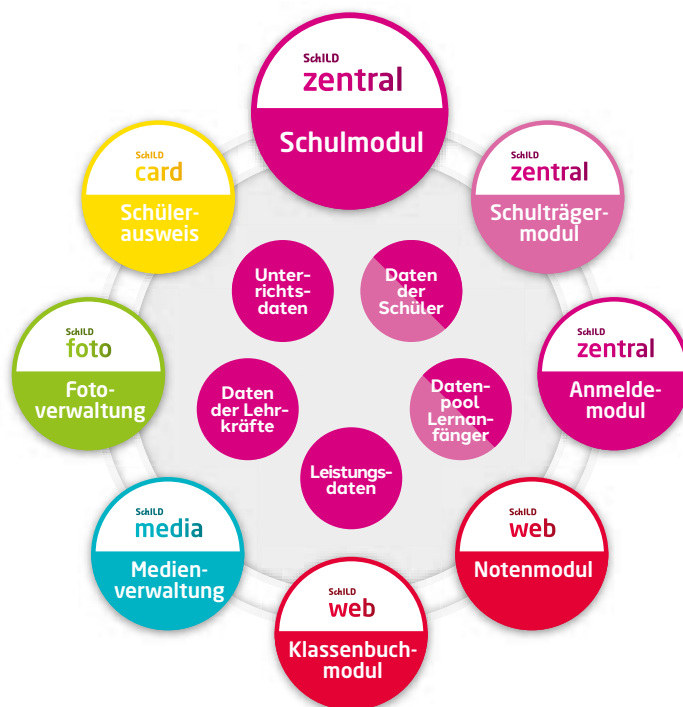 SchILD
zentral
Schulmodul
SchILD
card
Schüler-
ausweis
SchILD
zentral
Schulträger-
modul
Unter-
richts-
daten
Daten
der
Schüler
SchILD
foto
Foto-
verwaltung
SchILD
zentral
Anmelde-
modul
Daten
der Lehr-
kräfte
Daten-
pool
Lernan-
fänger
Leistungs-
daten
SchILD
media
Medien-
verwaltung
SchILD
web
Notenmodul
SchILD
web
Klassenbuch-
modul